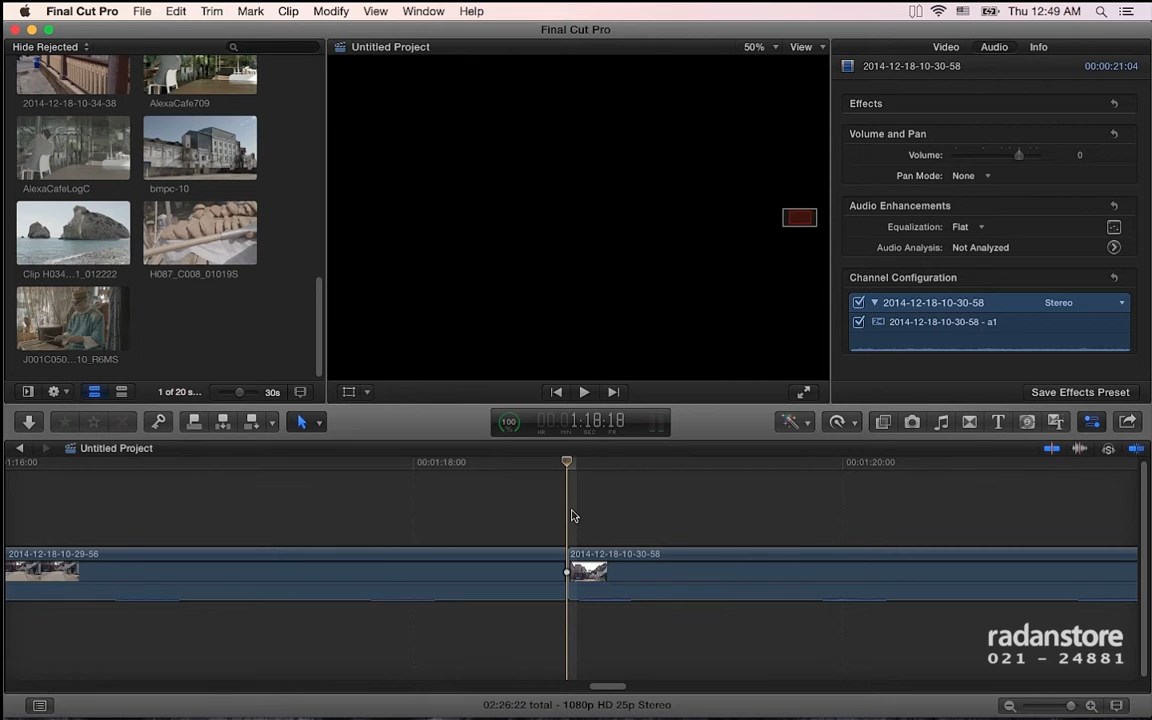 Final Cut Pro File Edit Trim Mark Clip Modify View Window Help Thu 12:49 AM
Final Cut Pro
Hide Rejected
Untitled Project 50% View
Video Audio Info
2014-12-18-10-30-58 00:00:21:04
2014-12-18-10-34-38 AlexaCafe709
Effects
Volume and Pan
Volume: 0
Pan Mode: None
AlexaCafeLogC bmpc-10
Audio Enhancements
Equalization: Flat
Audio Analysis: Not Analyzed
Clip H034...1_012222 H087_C008_01019S
Channel Configuration
2014-12-18-10-30-58 Stereo
2014-12-18-10-30-58 - a1
J001C050...10_R6MS
1 of 20 s... 30s
Save Effects Preset
100 1:18:18
HR MIN SEC FR
Untitled Project
1:16:00 00:01:18:00 00:01:20:00
2014-12-18-10-29-56 2014-12-18-10-30-58
radanstore
021 - 24881
02:26:22 total - 1080p HD 25p Stereo